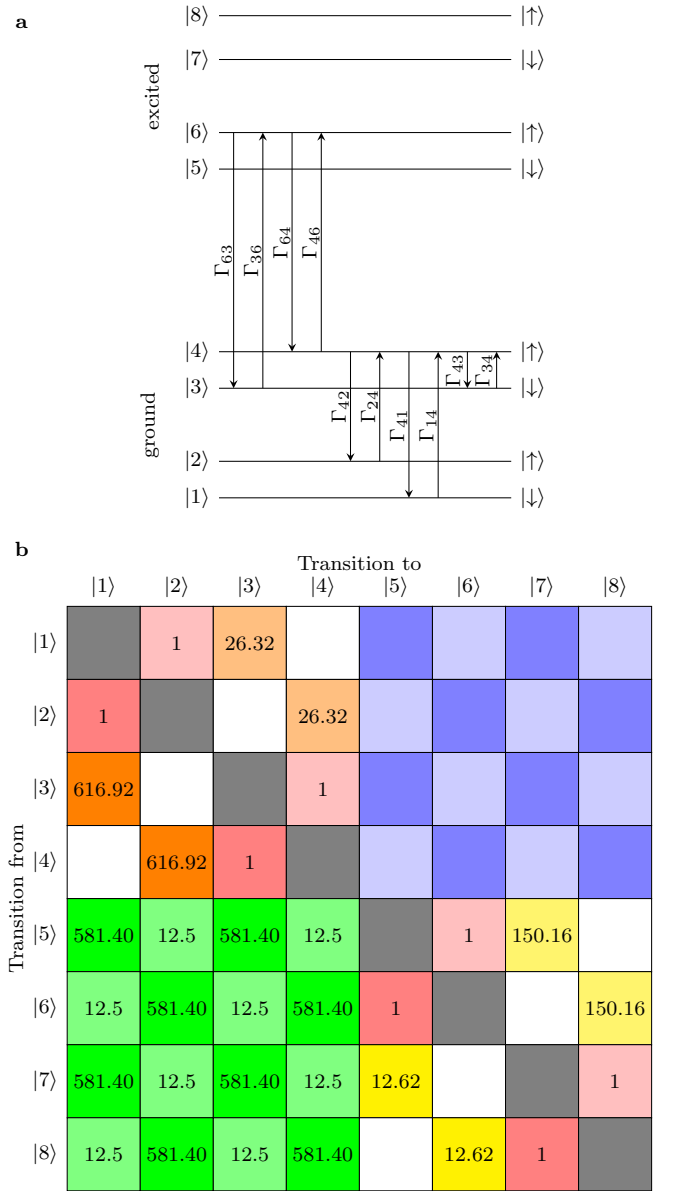 a
|8⟩ |↑⟩
|7⟩ |↓⟩
excited
|6⟩ |↑⟩
|5⟩ |↓⟩
Γ63 Γ36 Γ64 Γ46
|4⟩ |↑⟩
Γ43 Γ34
|3⟩ |↓⟩
Γ42 Γ24 Γ41 Γ14
ground
|2⟩ |↑⟩
|1⟩ |↓⟩
b
Transition to
|1⟩ |2⟩ |3⟩ |4⟩ |5⟩ |6⟩ |7⟩ |8⟩
Transition from
|1⟩ 1 26.32
|2⟩ 1 26.32
|3⟩ 616.92 1
|4⟩ 616.92 1
|5⟩ 581.40 12.5 581.40 12.5 1 150.16
|6⟩ 12.5 581.40 12.5 581.40 1 150.16
|7⟩ 581.40 12.5 581.40 12.5 12.62 1
|8⟩ 12.5 581.40 12.5 581.40 12.62 1